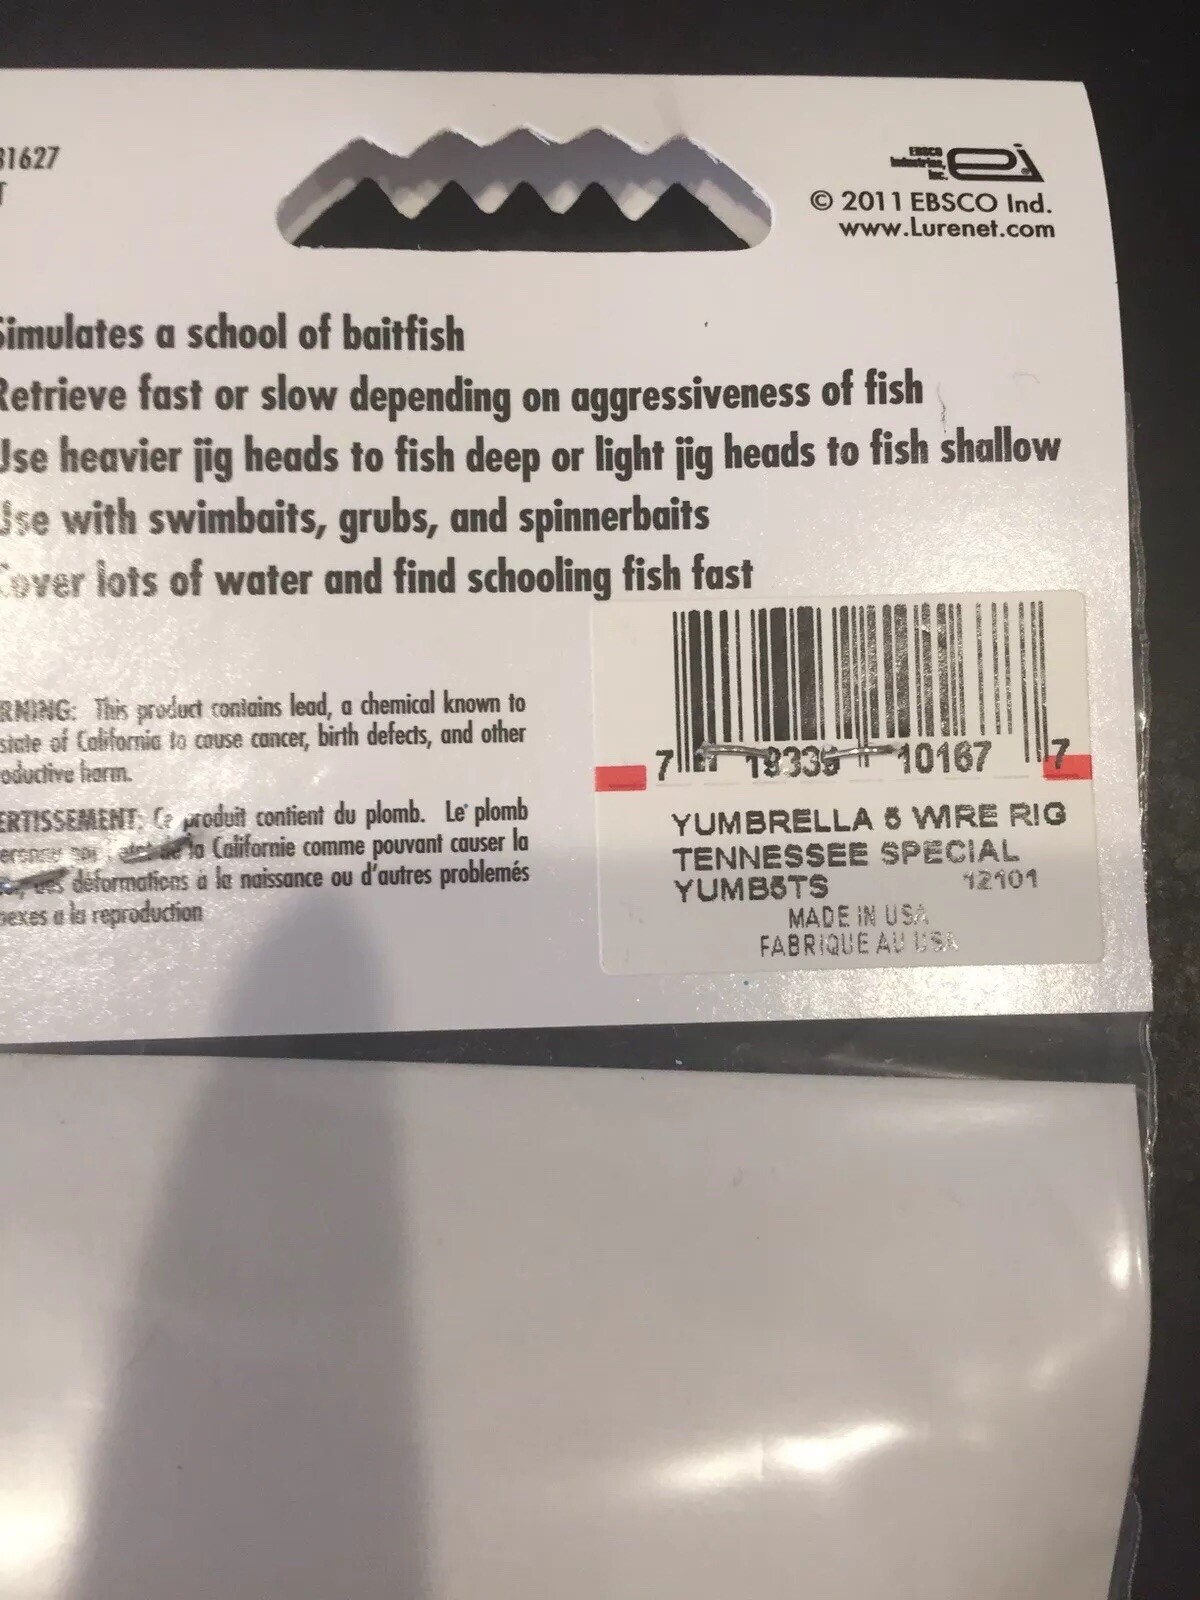 31627
T
EBSCO
Industries,
Inc.
ei
© 2011 EBSCO Ind.
www.Lurenet.com
Simulates a school of baitfish
Retrieve fast or slow depending on aggressiveness of fish
Use heavier jig heads to fish deep or light jig heads to fish shallow
Use with swimbaits, grubs, and spinnerbaits
Cover lots of water and find schooling fish fast
RNING: This product contains lead, a chemical known to
state of California to cause cancer, birth defects, and other
oductive harm.
ERTISSEMENT: Ce produit contient du plomb. Le plomb
la Californie comme pouvant causer la
des déformations a la naissance ou d'autres problemés
nexes a la reproduction
7 18339 10167 7
YUMBRELLA 5 WIRE RIG
TENNESSEE SPECIAL
YUMB5TS 12101
MADE IN USA
FABRIQUE AU USA